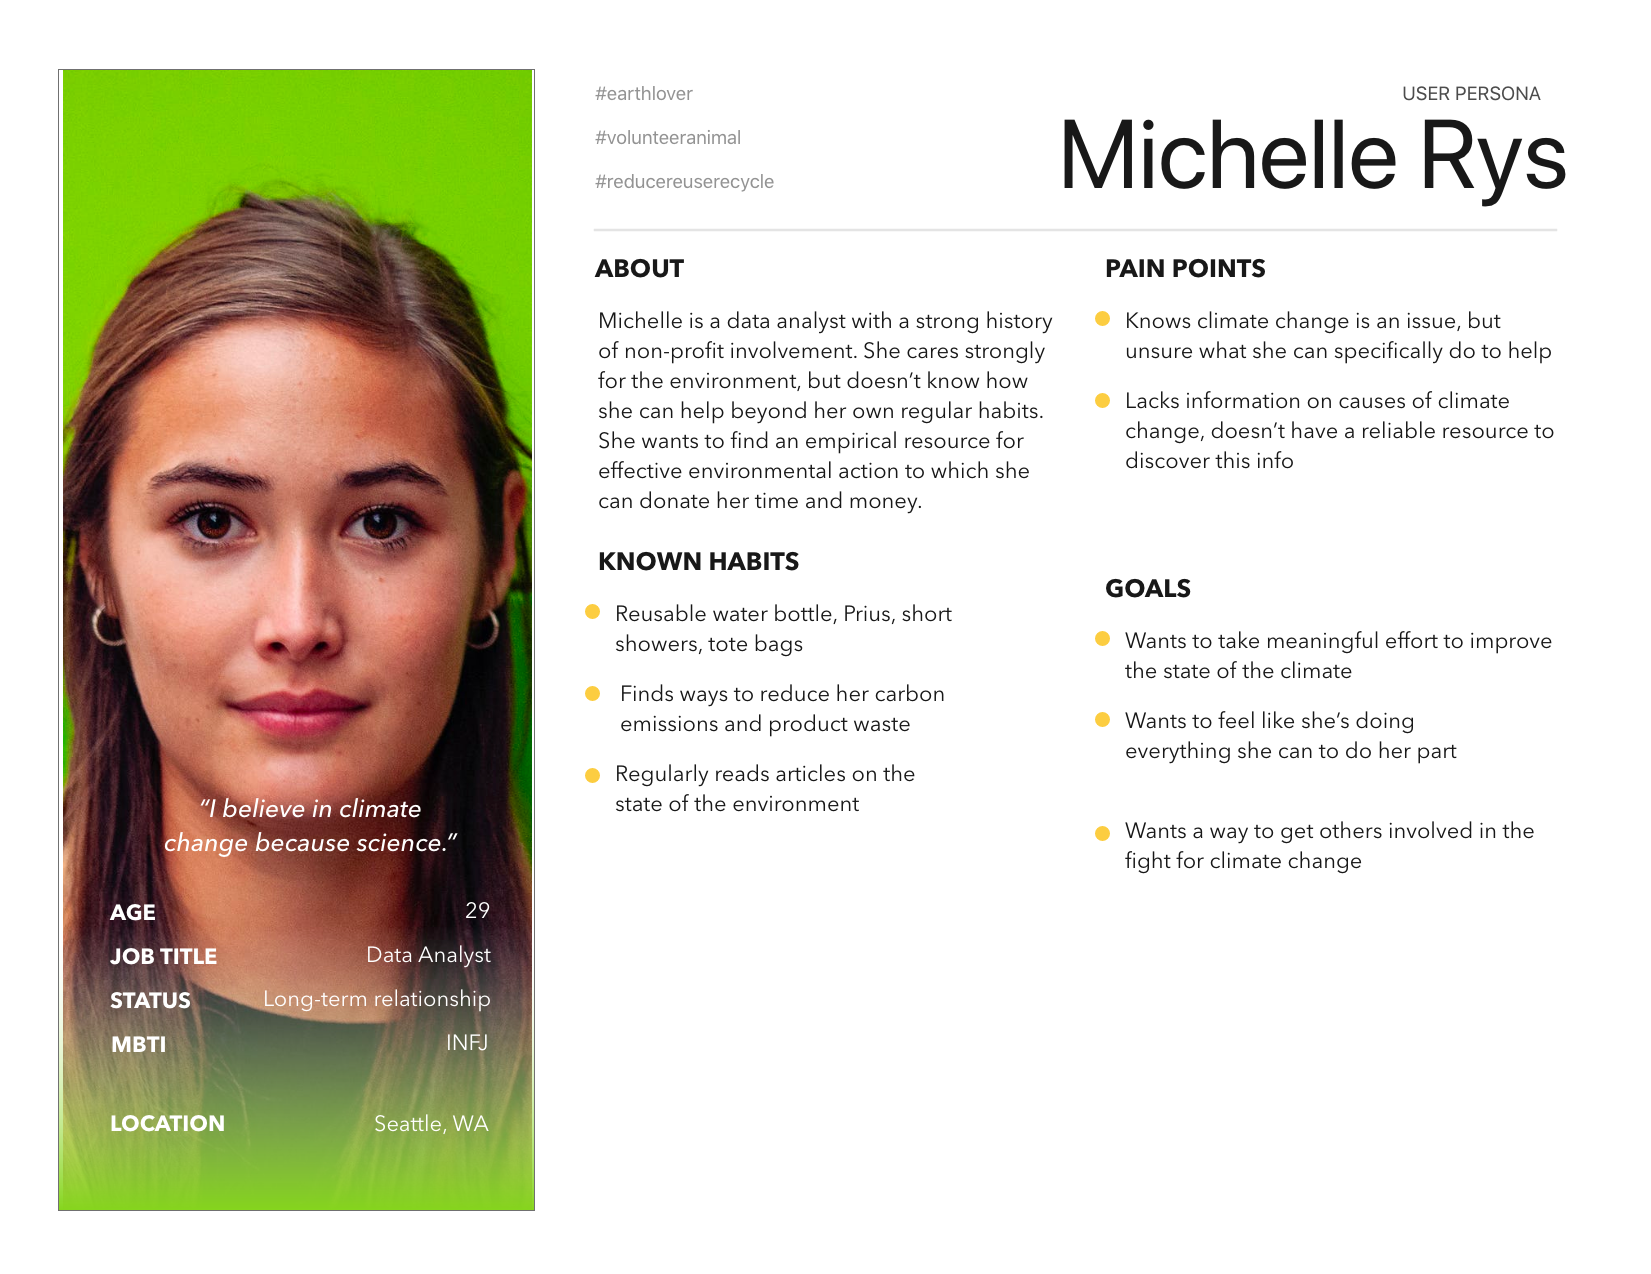 #earthlover
#volunteeranimal
#reducereuserecycle
USER PERSONA
Michelle Rys
ABOUT
Michelle is a data analyst with a strong history
of non-profit involvement. She cares strongly
for the environment, but doesn’t know how
she can help beyond her own regular habits.
She wants to find an empirical resource for
effective environmental action to which she
can donate her time and money.
KNOWN HABITS
Reusable water bottle, Prius, short
showers, tote bags
Finds ways to reduce her carbon
emissions and product waste
Regularly reads articles on the
state of the environment
PAIN POINTS
Knows climate change is an issue, but
unsure what she can specifically do to help
Lacks information on causes of climate
change, doesn’t have a reliable resource to
discover this info
GOALS
Wants to take meaningful effort to improve
the state of the climate
Wants to feel like she’s doing
everything she can to do her part
Wants a way to get others involved in the
fight for climate change
“I believe in climate
change because science.”
AGE 29
JOB TITLE Data Analyst
STATUS Long-term relationship
MBTI INFJ
LOCATION Seattle, WA